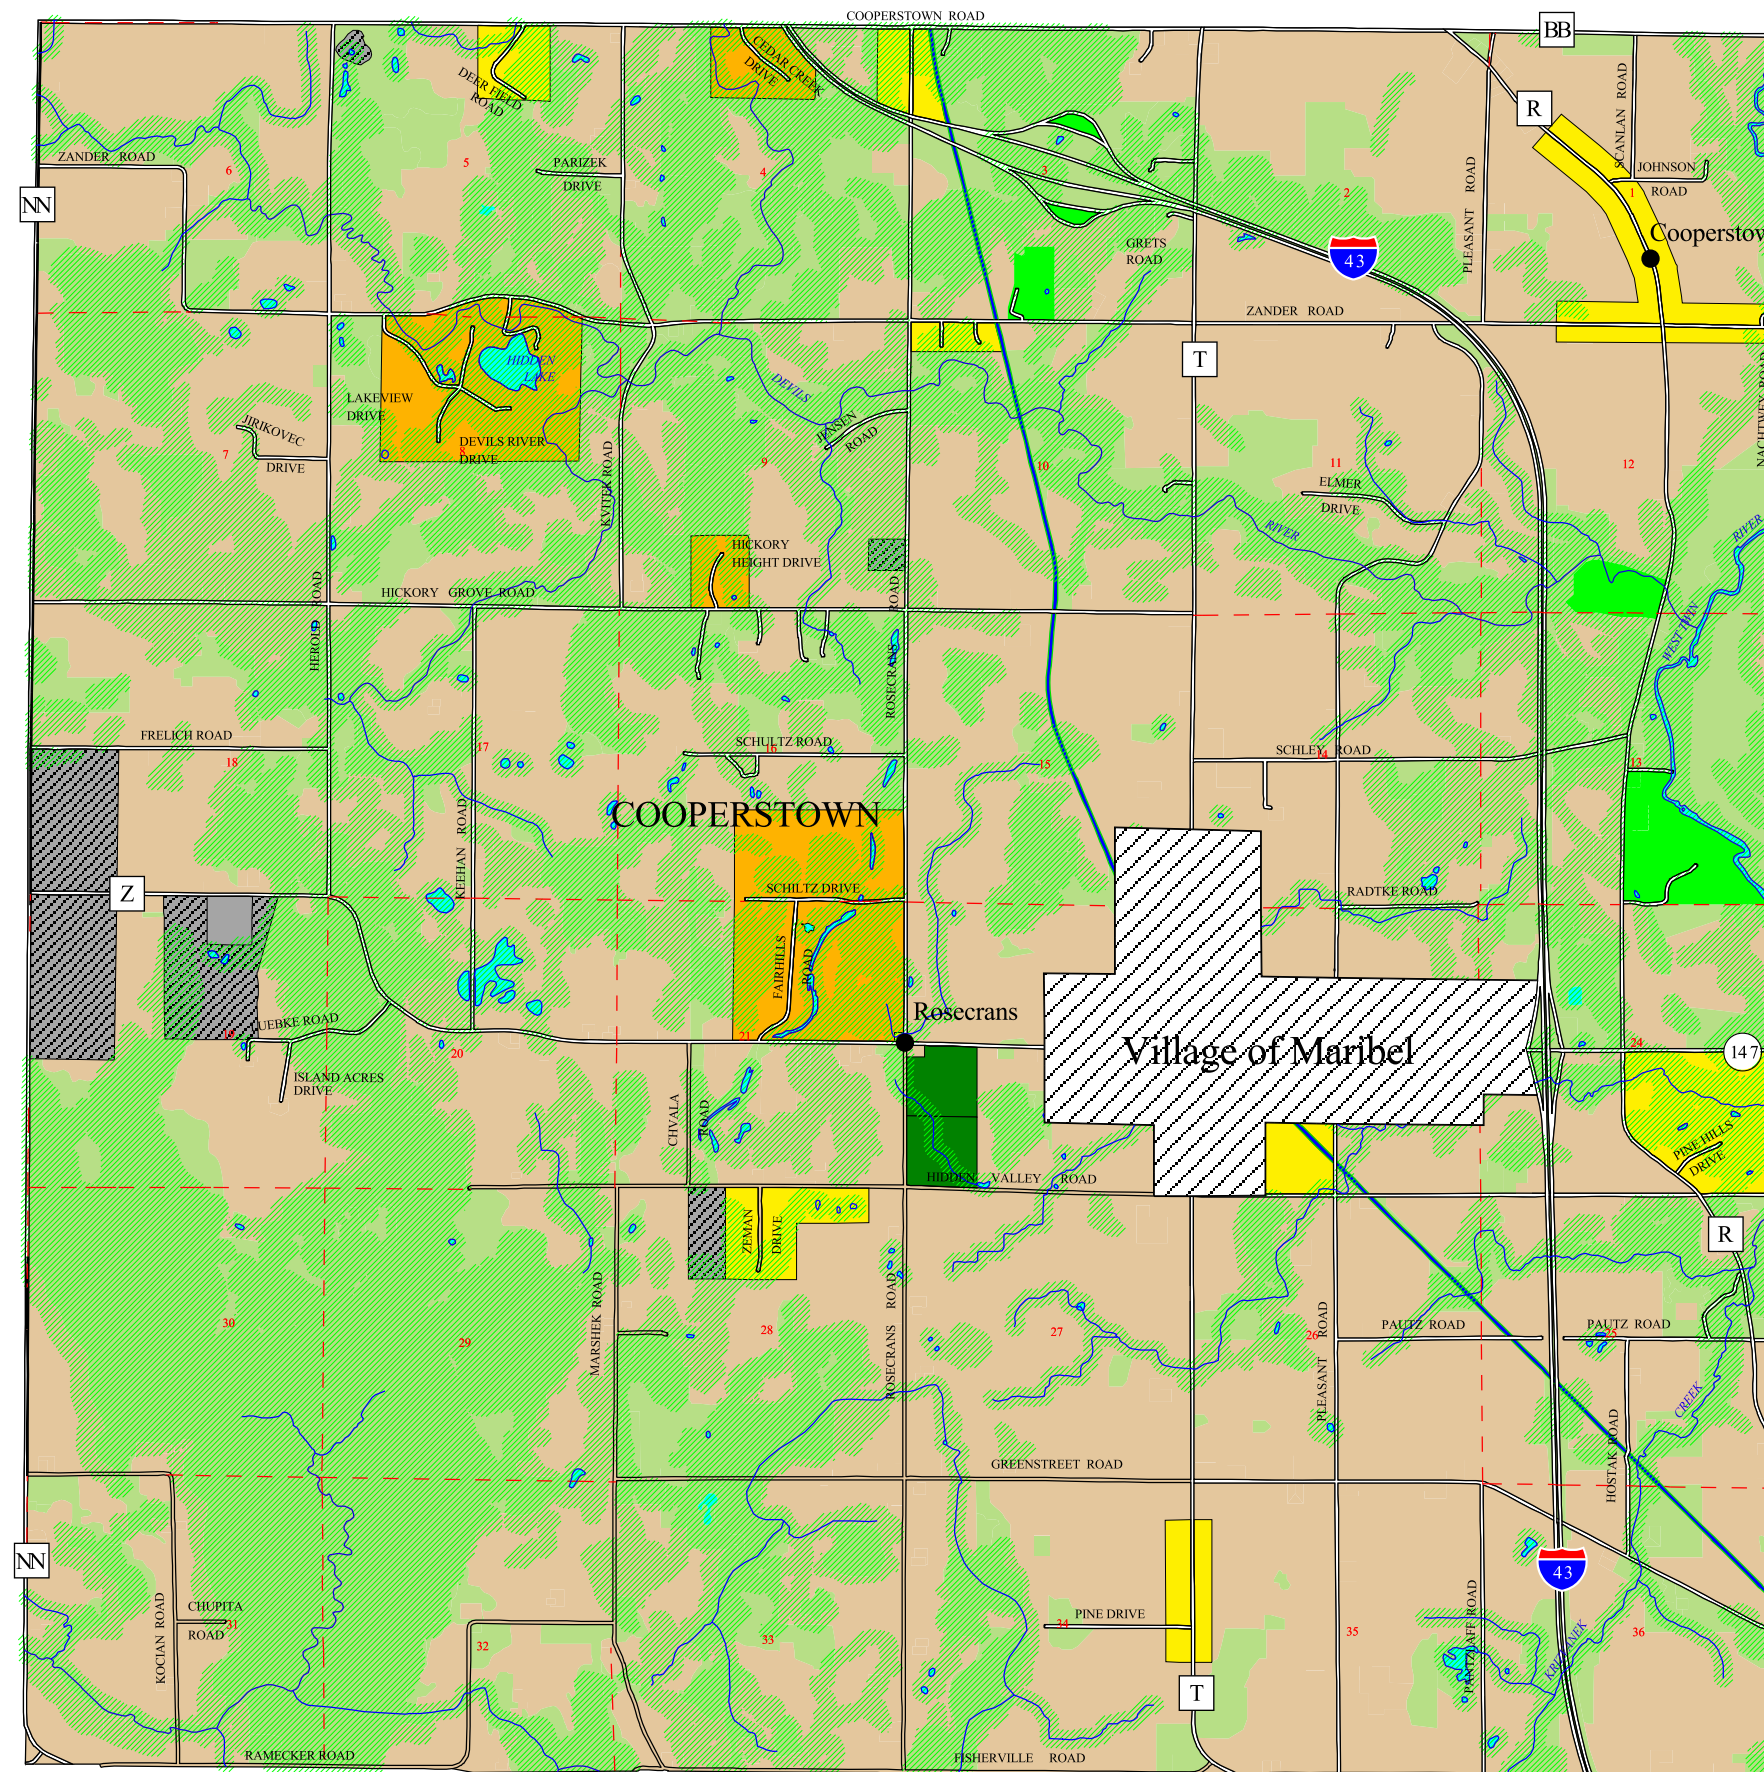 COOPERSTOWN ROAD
BB
CEDAR CREEK
DRIVE
DEER FIELD
ROAD
R
SCANLAN ROAD
ZANDER ROAD
6
5
PARIZEK
DRIVE
4
3
2
PLEASANT ROAD
JOHNSON
ROAD
1
NN
GRETS
ROAD
43
Cooperstow
ZANDER ROAD
HIDDEN
LAKE
T
LAKEVIEW
DRIVE
DEVILS
JENSEN
ROAD
NACHTVEY ROAD
JIRIKOVEC
DRIVE
7
DEVILS RIVER
DRIVE
8
KVITEK ROAD
9
10
11
12
ELMER
DRIVE
RIVER
RIVER
HICKORY
HEIGHT DRIVE
HEROLD ROAD
HICKORY GROVE ROAD
ROSECRANS ROAD
WEST TWIN
FRELICH ROAD
18
17
SCHULTZ ROAD
16
15
SCHLEY ROAD
14
13
COOPERSTOWN
KEEHAN ROAD
Z
SCHILTZ DRIVE
RADTKE ROAD
FAIRHILLS
ROAD
Rosecrans
19
UEBKE ROAD
20
21
Village of Maribel
24
147
ISLAND ACRES
DRIVE
CHVALA
ROAD
PINE HILLS
DRIVE
HIDDEN VALLEY ROAD
ZEMAN
DRIVE
R
30
29
MARSHEK ROAD
28
ROSECRANS ROAD
27
26
PLEASANT ROAD
PAUTZ ROAD
PAUTZ ROAD
25
CREEK
HOSTAK ROAD
GREENSTREET ROAD
NN
43
KOCIAN ROAD
CHUPITA
ROAD
31
32
33
PINE DRIVE
34
35
36
T
RAMECKER ROAD
FISHERVILLE ROAD